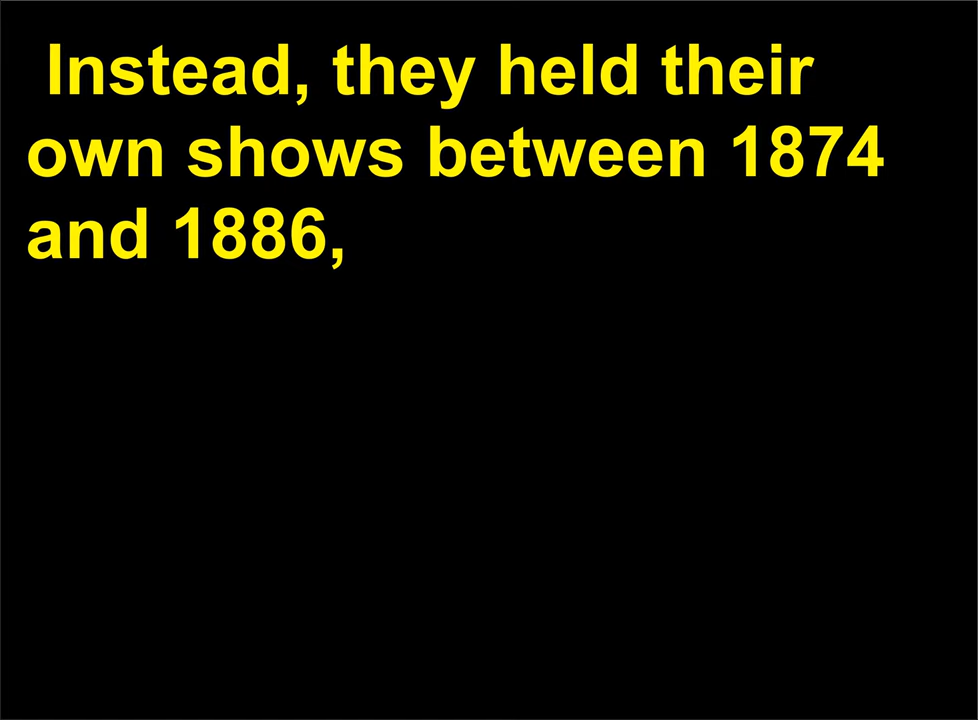 Instead, they held their
own shows between 1874
and 1886,